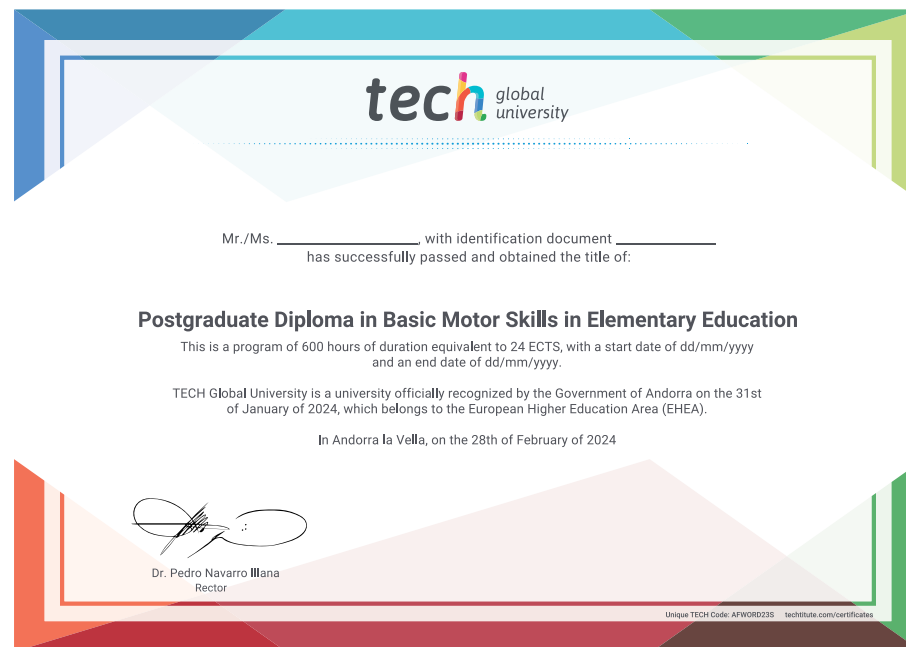 tech global university
Mr./Ms. ____________, with identification document ____________
has successfully passed and obtained the title of:
Postgraduate Diploma in Basic Motor Skills in Elementary Education
This is a program of 600 hours of duration equivalent to 24 ECTS, with a start date of dd/mm/yyyy
and an end date of dd/mm/yyyy.
TECH Global University is a university officially recognized by the Government of Andorra on the 31st
of January of 2024, which belongs to the European Higher Education Area (EHEA).
In Andorra la Vella, on the 28th of February of 2024
Dr. Pedro Navarro Illana
Rector
Unique TECH Code: AFWORD23S techtitute.com/certificates